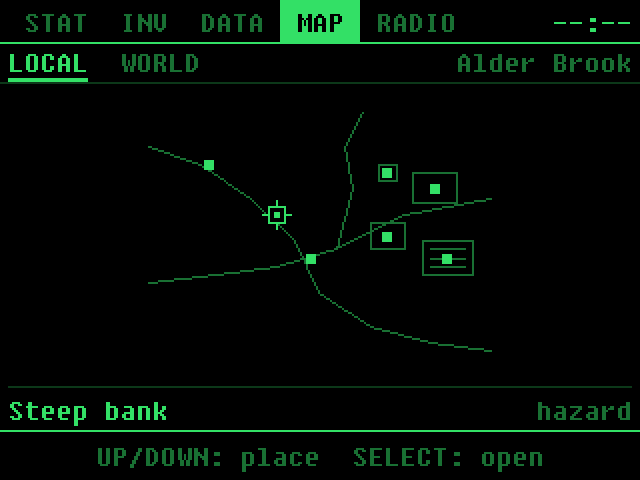 STAT INV DATA MAP RADIO --:--
LOCAL WORLD Alder Brook
Steep bank hazard
UP/DOWN: place SELECT: open